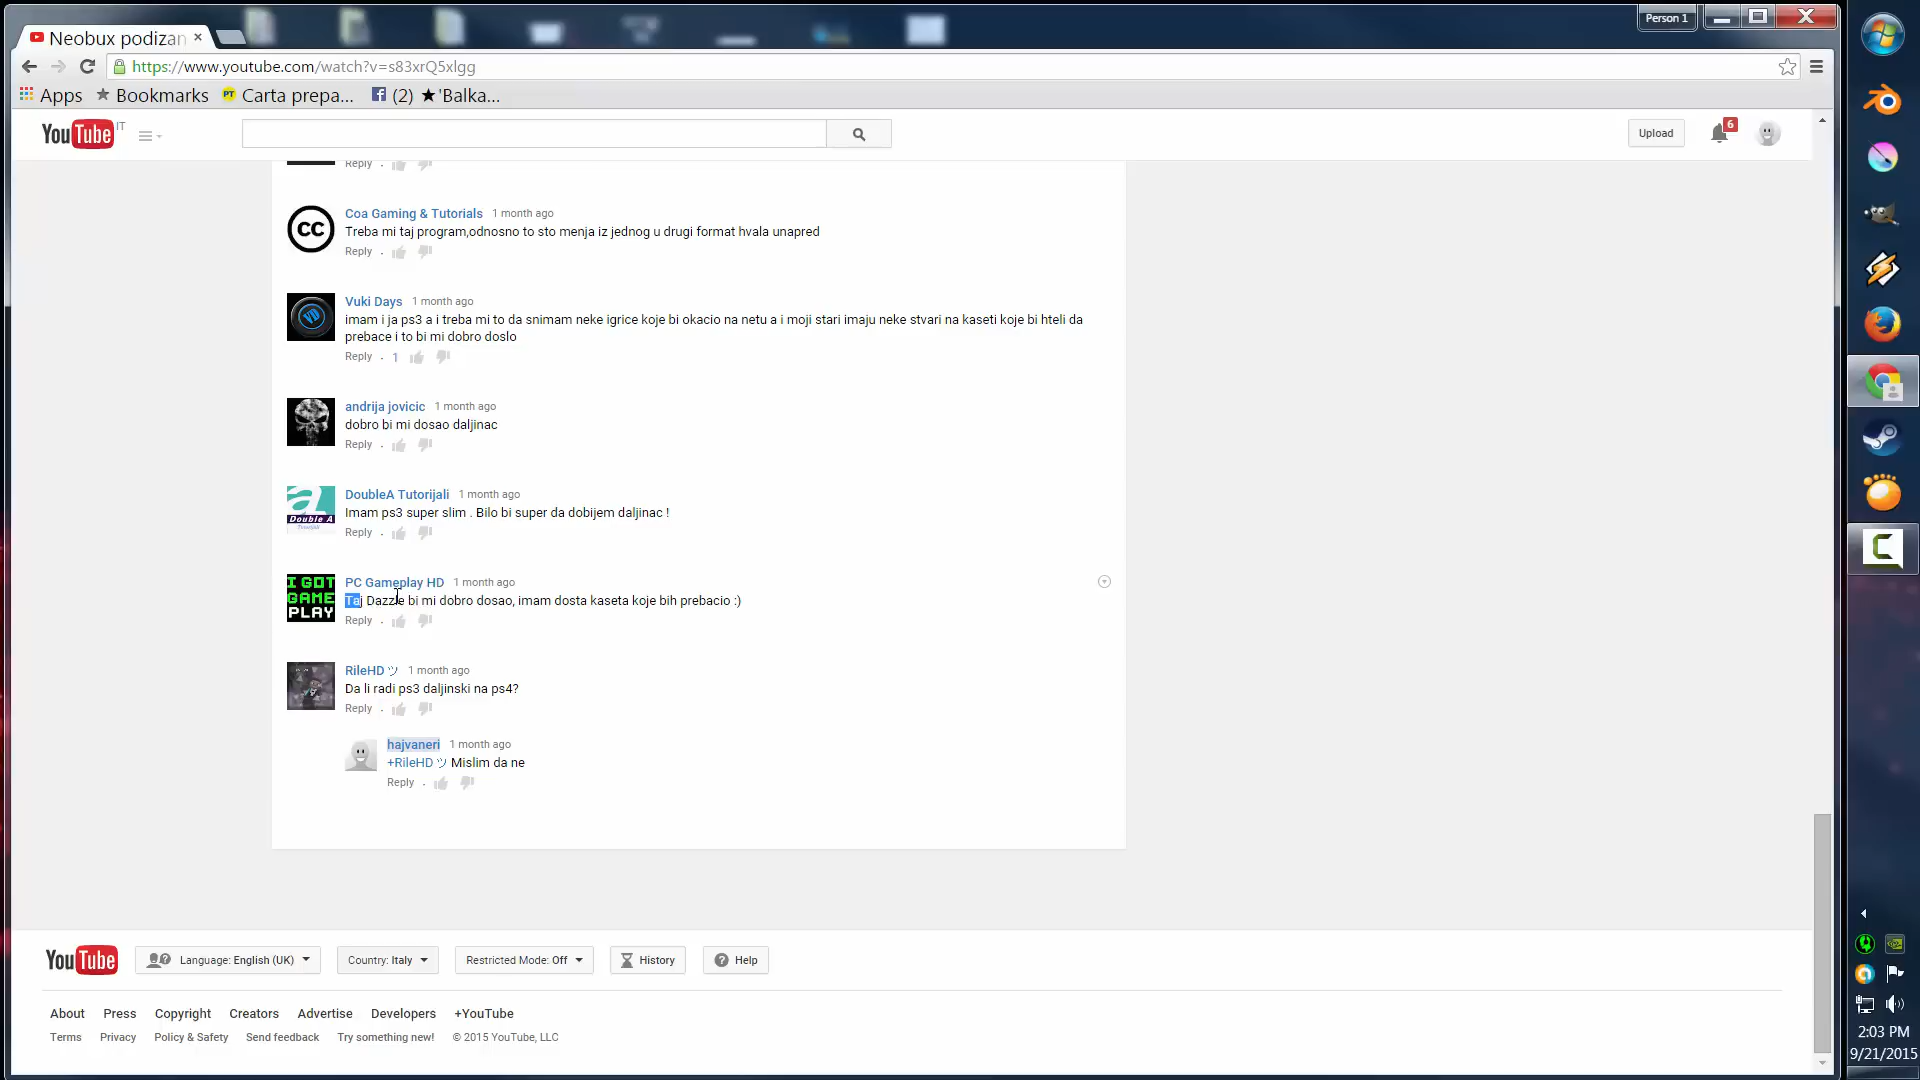 Person 1
Neobux podizan
https://www.youtube.com/watch?v=s83xrQ5xlgg
Apps Bookmarks Carta prepa... (2) ★'Balka...
YouTube IT
Upload
6
Reply
Coa Gaming & Tutorials 1 month ago
Treba mi taj program,odnosno to sto menja iz jednog u drugi format hvala unapred
Reply
Vuki Days 1 month ago
imam i ja ps3 a i treba mi to da snimam neke igrice koje bi okacio na netu a i moji stari imaju neke stvari na kaseti koje bi hteli da
prebace i to bi mi dobro doslo
Reply 1
andrija jovicic 1 month ago
dobro bi mi dosao daljinac
Reply
DoubleA Tutorijali 1 month ago
Imam ps3 super slim . Bilo bi super da dobijem daljinac !
Reply
I GOT
GAME
PLAY
PC Gameplay HD 1 month ago
Taj Dazzle bi mi dobro dosao, imam dosta kaseta koje bih prebacio :)
Reply
RileHD ツ 1 month ago
Da li radi ps3 daljinski na ps4?
Reply
hajvaneri 1 month ago
+RileHD ツ Mislim da ne
Reply
YouTube Language: English (UK) Country: Italy Restricted Mode: Off History Help
About Press Copyright Creators Advertise Developers +YouTube
Terms Privacy Policy & Safety Send feedback Try something new! © 2015 YouTube, LLC
2:03 PM
9/21/2015